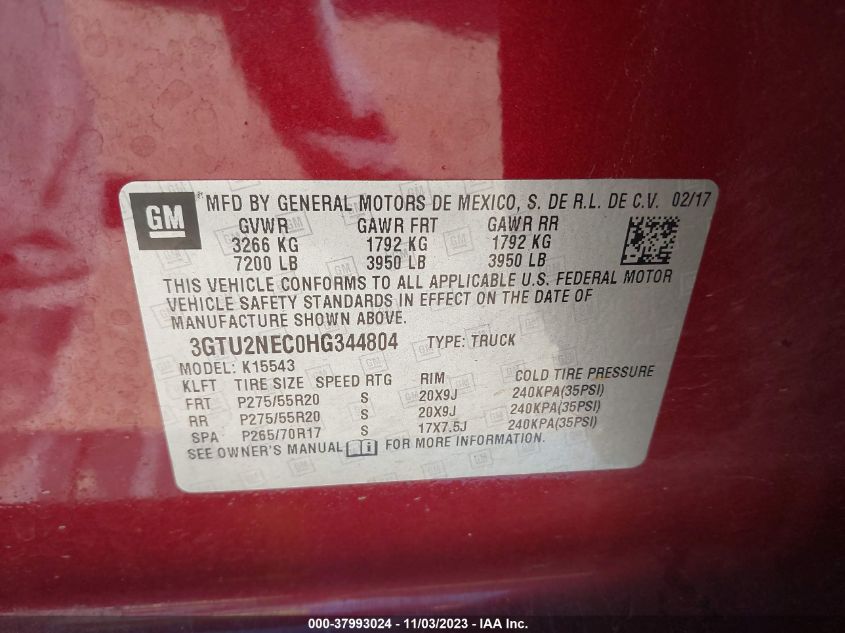 GM
MFD BY GENERAL MOTORS DE MEXICO, S. DE R.L. DE C.V. 02/17
GVWR GAWR FRT GAWR RR
3266 KG 1792 KG 1792 KG
7200 LB 3950 LB 3950 LB
THIS VEHICLE CONFORMS TO ALL APPLICABLE U.S. FEDERAL MOTOR
VEHICLE SAFETY STANDARDS IN EFFECT ON THE DATE OF
MANUFACTURE SHOWN ABOVE.
3GTU2NEC0HG344804 TYPE: TRUCK
MODEL: K15543
KLFT TIRE SIZE SPEED RTG RIM COLD TIRE PRESSURE
FRT P275/55R20 S 20X9J 240KPA(35PSI)
RR P275/55R20 S 20X9J 240KPA(35PSI)
SPA P265/70R17 S 17X7.5J 240KPA(35PSI)
SEE OWNER'S MANUAL FOR MORE INFORMATION.
000-37993024 - 11/03/2023 - IAA Inc.